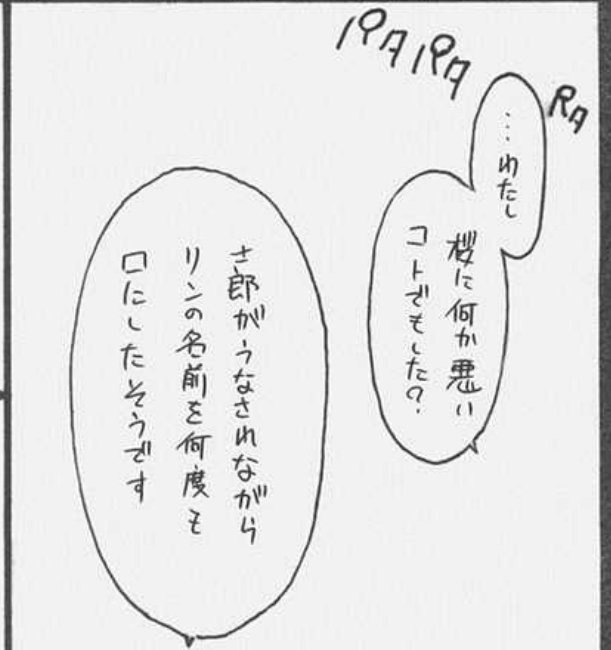 パタパタ
パタ
…わたし
桜に何か悪い
コトでもした?
士郎がうなされながら
リンの名前を何度も
口にしたそうです